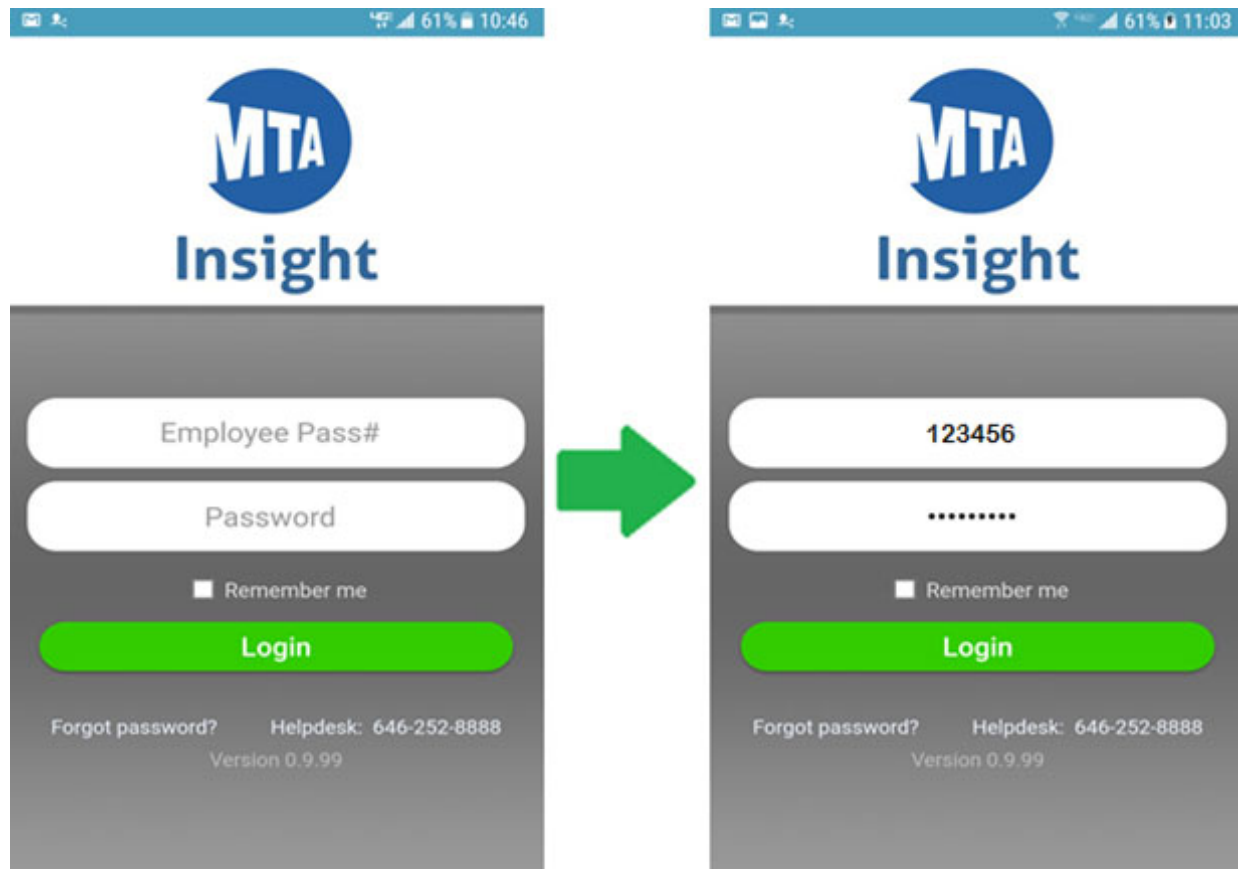 61% 10:46
MTA
Insight
Employee Pass#
Password
Remember me
Login
Forgot password? Helpdesk: 646-252-8888
Version 0.9.99
61% 11:03
MTA
Insight
123456
•••••••••
Remember me
Login
Forgot password? Helpdesk: 646-252-8888
Version 0.9.99